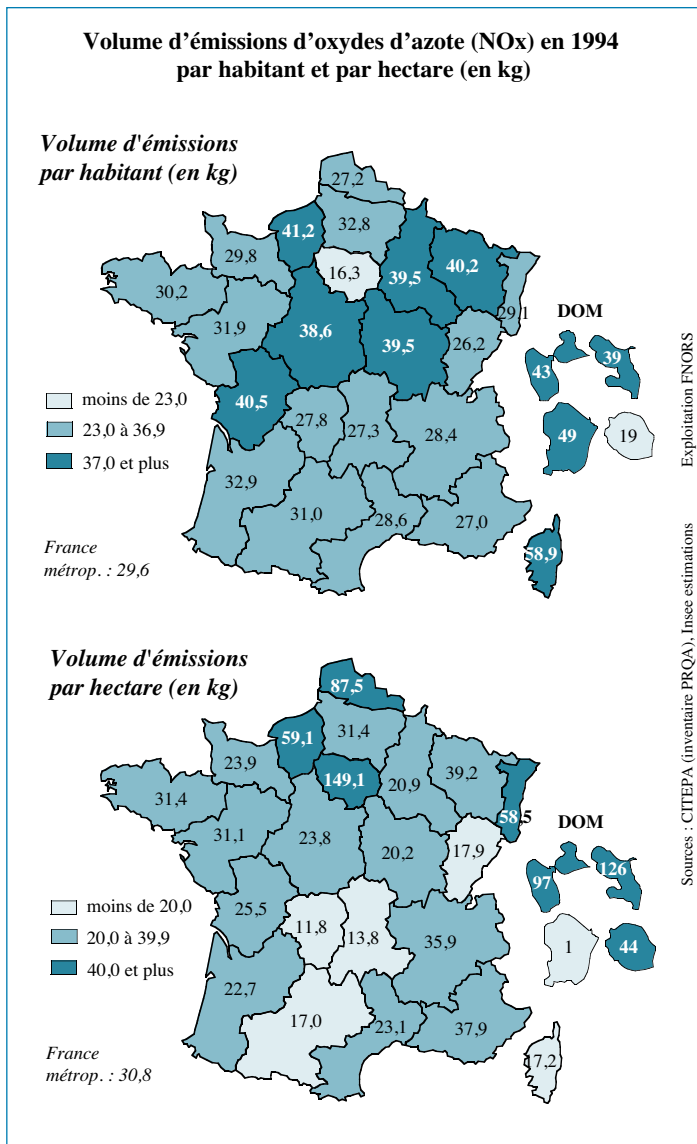 Volume d'émissions d'oxydes d'azote (NOx) en 1994
par habitant et par hectare (en kg)
Volume d'émissions
par habitant (en kg)
27,2
32,8
41,2
29,8
16,3
39,5
40,2
29,1
30,2
31,9
38,6
39,5
26,2
40,5
27,8
27,3
28,4
32,9
31,0
28,6
27,0
58,9
DOM
43
39
49
19
moins de 23,0
23,0 à 36,9
37,0 et plus
France
métrop. : 29,6
Volume d'émissions
par hectare (en kg)
87,5
31,4
59,1
23,9
149,1
20,9
39,2
58,5
31,4
31,1
23,8
20,2
17,9
25,5
11,8
13,8
35,9
22,7
17,0
23,1
37,9
17,2
DOM
97
126
1
44
moins de 20,0
20,0 à 39,9
40,0 et plus
France
métrop. : 30,8
Sources : CITEPA (inventaire PRQA), Insee estimations
Exploitation FNORS